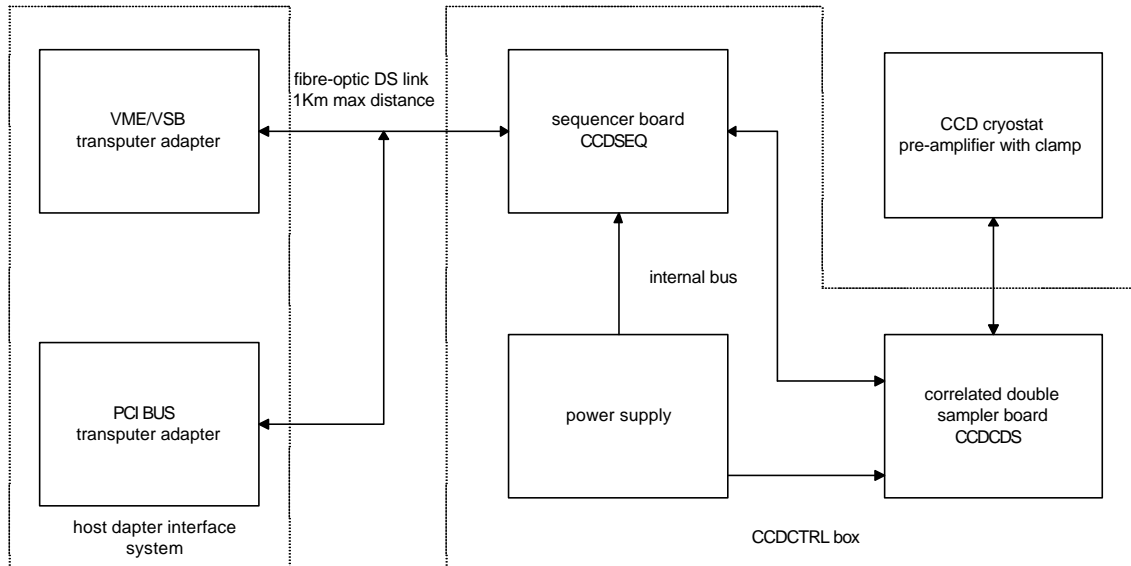 fibre-optic DS link
1Km max distance
VME/VSB
transputer adapter
sequencer board
CCDSEQ
CCD cryostat
pre-amplifier with clamp
internal bus
PCI BUS
transputer adapter
power supply
correlated double
sampler board
CCDCDS
host dapter interface
system
CCDCTRL box